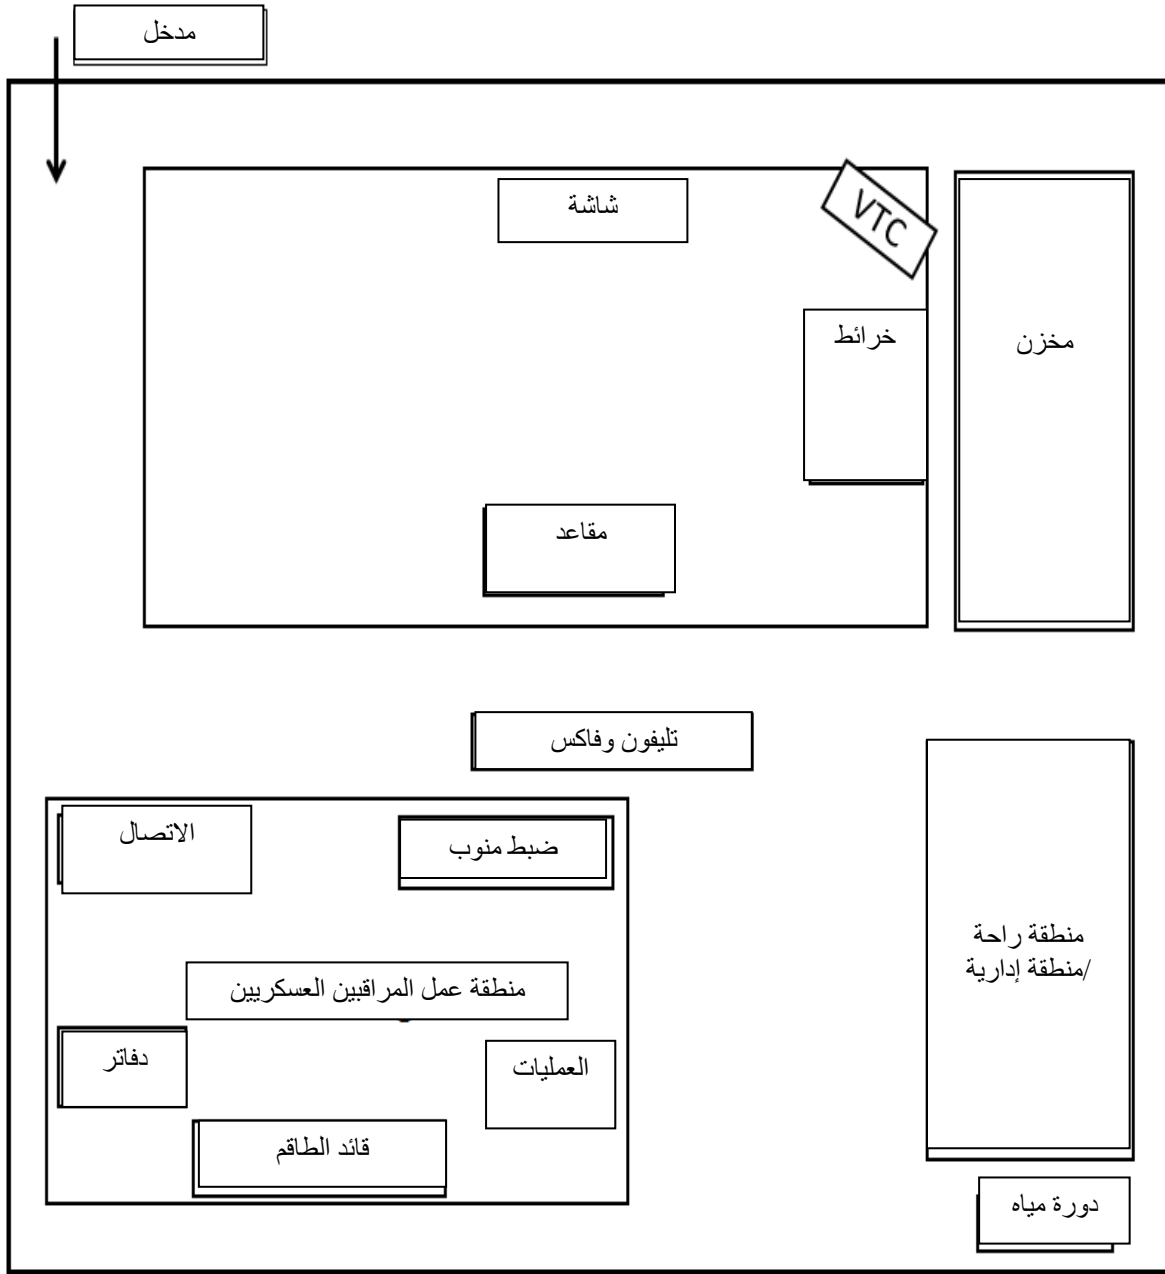 مدخل
شاشة
VTC
خرائط
مخزن
مقاعد
تليفون وفاكس
الاتصال
ضبط منوب
منطقة راحة
/منطقة إدارية
منطقة عمل المراقبين العسكريين
دفاتر
العمليات
قائد الطاقم
دورة مياه